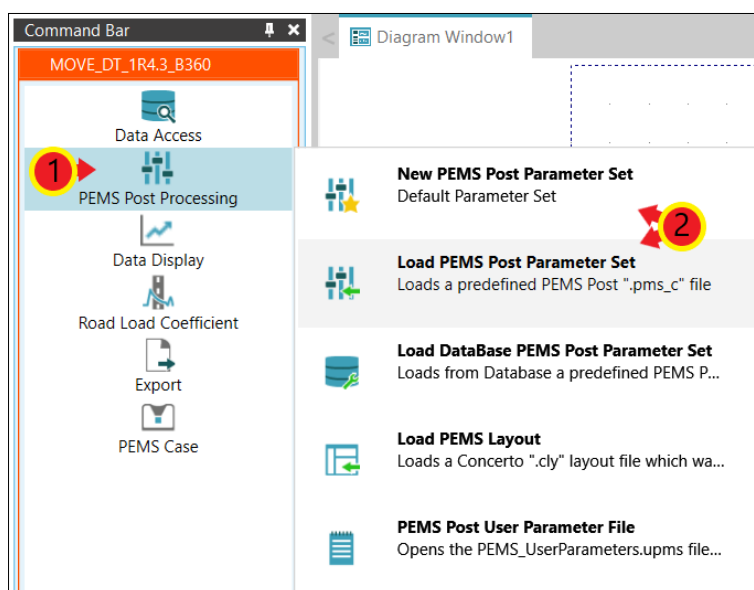 Command Bar
Diagram Window1
MOVE_DT_1R4.3_B360
Data Access
1
PEMS Post Processing
Data Display
Road Load Coefficient
Export
PEMS Case
New PEMS Post Parameter Set
Default Parameter Set
2
Load PEMS Post Parameter Set
Loads a predefined PEMS Post ".pms_c" file
Load DataBase PEMS Post Parameter Set
Loads from Database a predefined PEMS P...
Load PEMS Layout
Loads a Concerto ".cly" layout file which wa...
PEMS Post User Parameter File
Opens the PEMS_UserParameters.upms file...